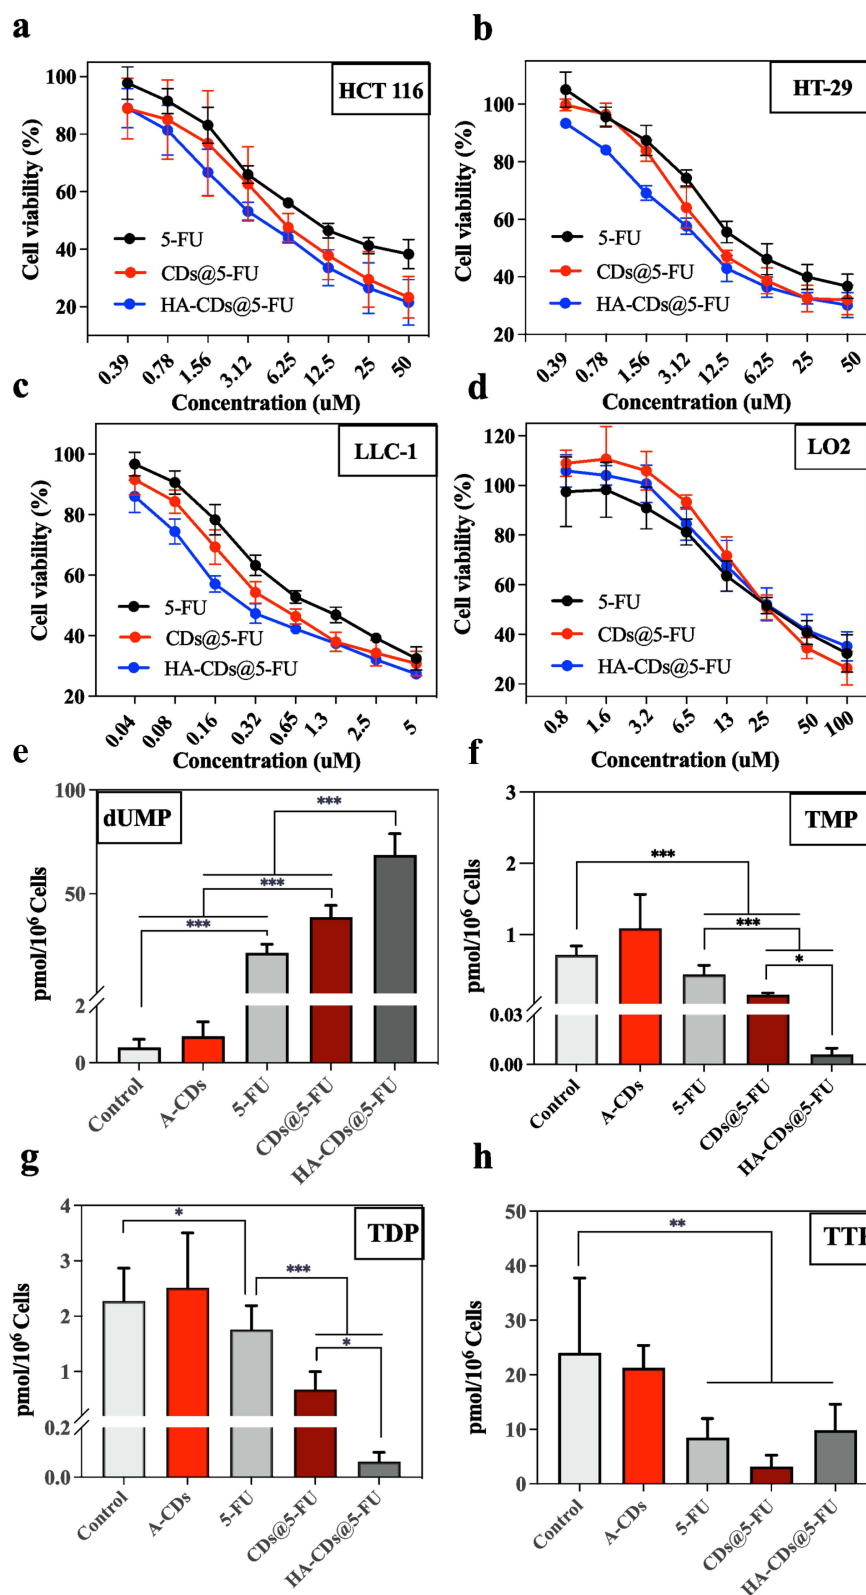 a
HCT 116
Cell viability (%)
100
80
60
40
20
5-FU
CDs@5-FU
HA-CDs@5-FU
0.39
0.78
1.56
3.12
6.25
12.5
25
50
Concentration (uM)
b
HT-29
Cell viability (%)
100
80
60
40
20
5-FU
CDs@5-FU
HA-CDs@5-FU
0.39
0.78
1.56
3.12
12.5
6.25
25
50
Concentration (uM)
c
LLC-1
Cell viability (%)
100
80
60
40
20
5-FU
CDs@5-FU
HA-CDs@5-FU
0.04
0.08
0.16
0.32
0.65
1.3
2.5
5
Concentration (uM)
d
LO2
Cell viability (%)
120
100
80
60
40
20
5-FU
CDs@5-FU
HA-CDs@5-FU
0.8
1.6
3.2
6.5
13
25
50
100
Concentration (uM)
e
dUMP
pmol/10⁶ Cells
100
50
2
0
***
***
***
Control
A-CDs
5-FU
CDs@5-FU
HA-CDs@5-FU
f
TMP
pmol/10⁶ Cells
3
2
1
0.03
0.00
***
***
*
Control
A-CDs
5-FU
CDs@5-FU
HA-CDs@5-FU
g
TDP
pmol/10⁶ Cells
4
3
2
1
0.2
0.0
*
***
*
Control
A-CDs
5-FU
CDs@5-FU
HA-CDs@5-FU
h
TTP
pmol/10⁶ Cells
50
40
30
20
10
0
**
Control
A-CDs
5-FU
CDs@5-FU
HA-CDs@5-FU